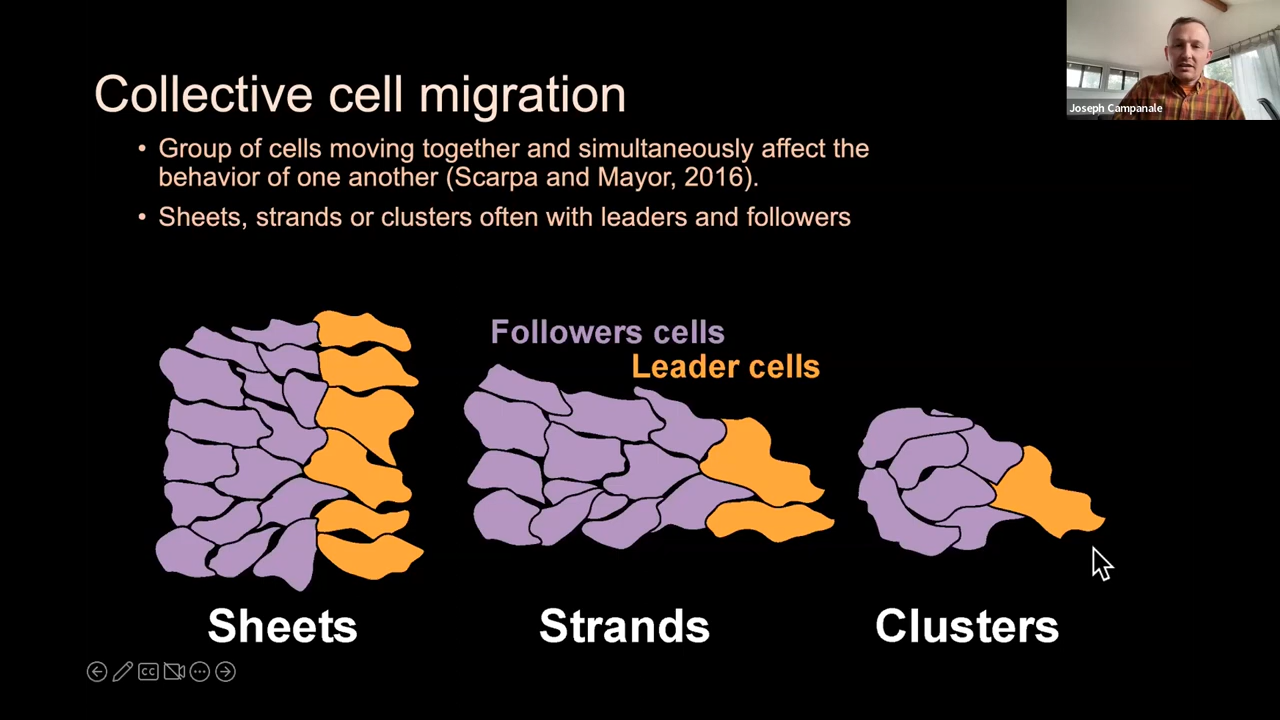 Collective cell migration
Joseph Campanale
• Group of cells moving together and simultaneously affect the
behavior of one another (Scarpa and Mayor, 2016).
• Sheets, strands or clusters often with leaders and followers
Followers cells
Leader cells
Sheets
Strands
Clusters
CC